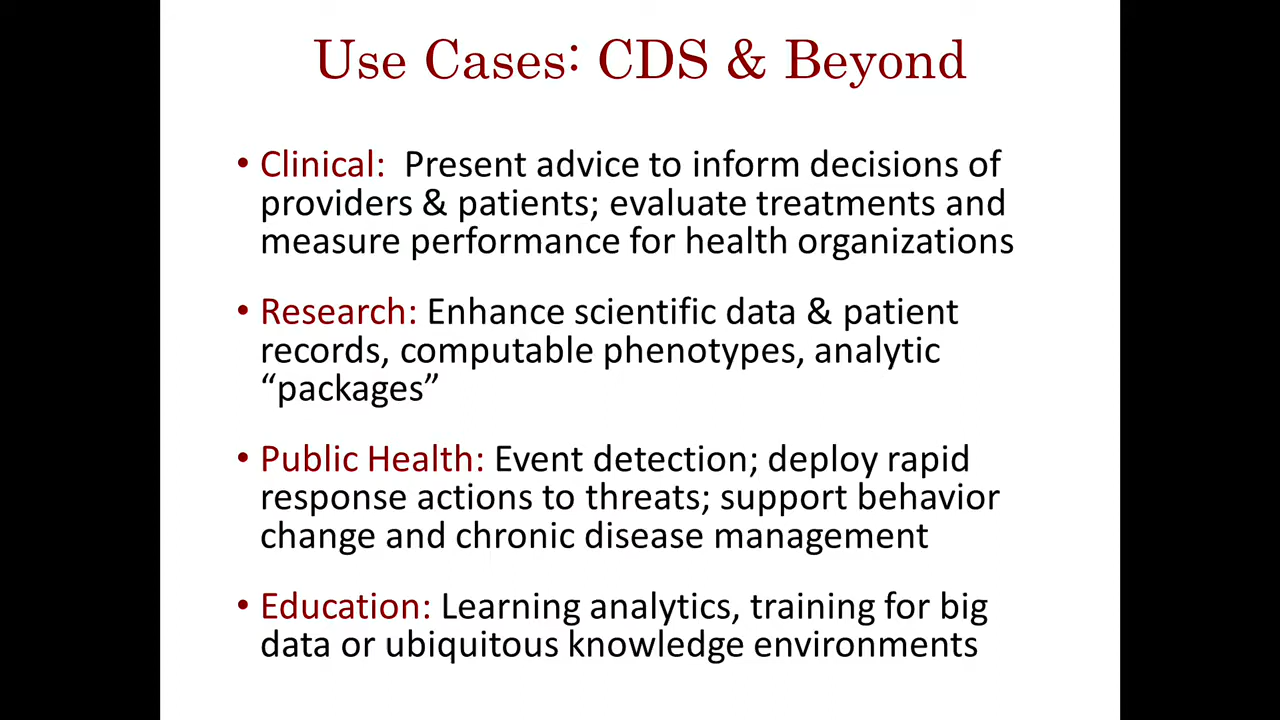 Use Cases: CDS & Beyond
• Clinical:  Present advice to inform decisions of
providers & patients; evaluate treatments and
measure performance for health organizations
• Research: Enhance scientific data & patient
records, computable phenotypes, analytic
“packages”
• Public Health: Event detection; deploy rapid
response actions to threats; support behavior
change and chronic disease management
• Education: Learning analytics, training for big
data or ubiquitous knowledge environments